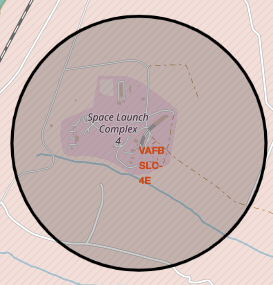 Space Launch
Complex
4
VAFB
SLC-
4E